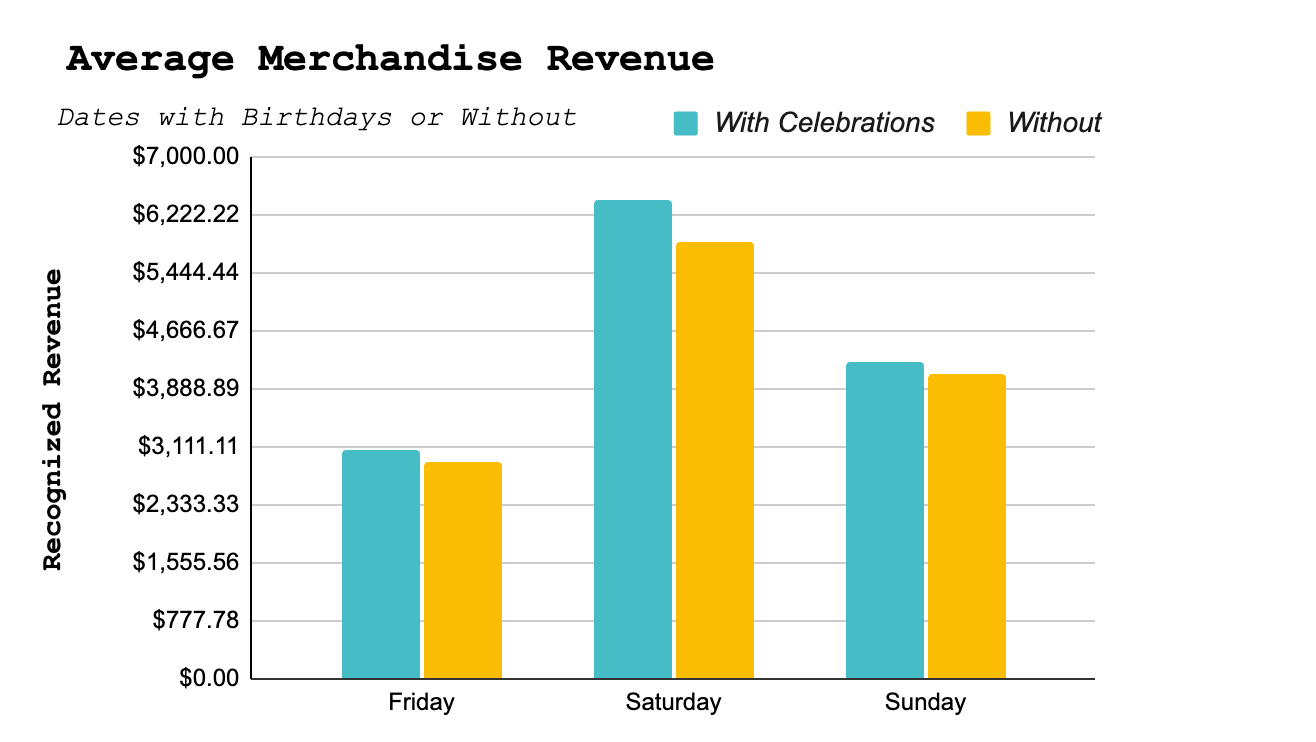 Average Merchandise Revenue
Dates with Birthdays or Without
With Celebrations
Without
Recognized Revenue
$7,000.00
$6,222.22
$5,444.44
$4,666.67
$3,888.89
$3,111.11
$2,333.33
$1,555.56
$777.78
$0.00
Friday
Saturday
Sunday